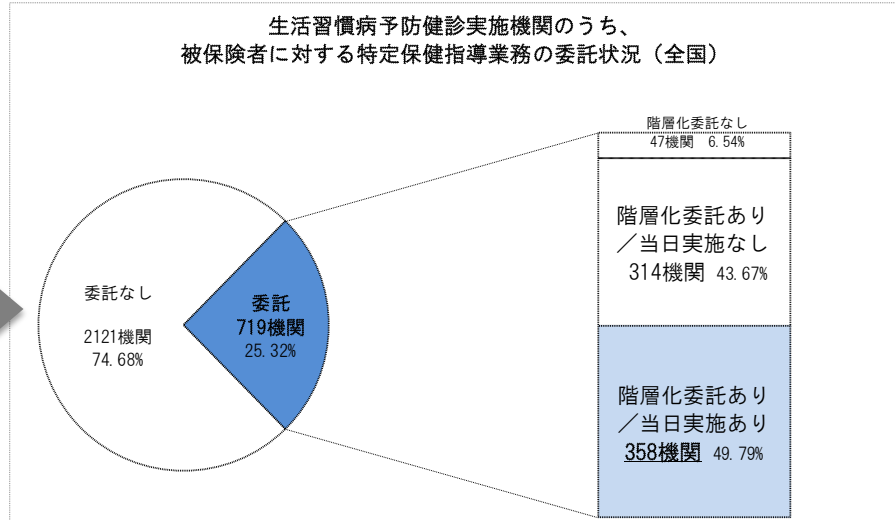 生活習慣病予防健診実施機関のうち、
被保険者に対する特定保健指導業務の委託状況（全国）
委託なし
2121機関
74.68%
委託
719機関
25.32%
階層化委託なし
47機関 6.54%
階層化委託あり
／当日実施なし
314機関 43.67%
階層化委託あり
／当日実施あり
358機関 49.79%